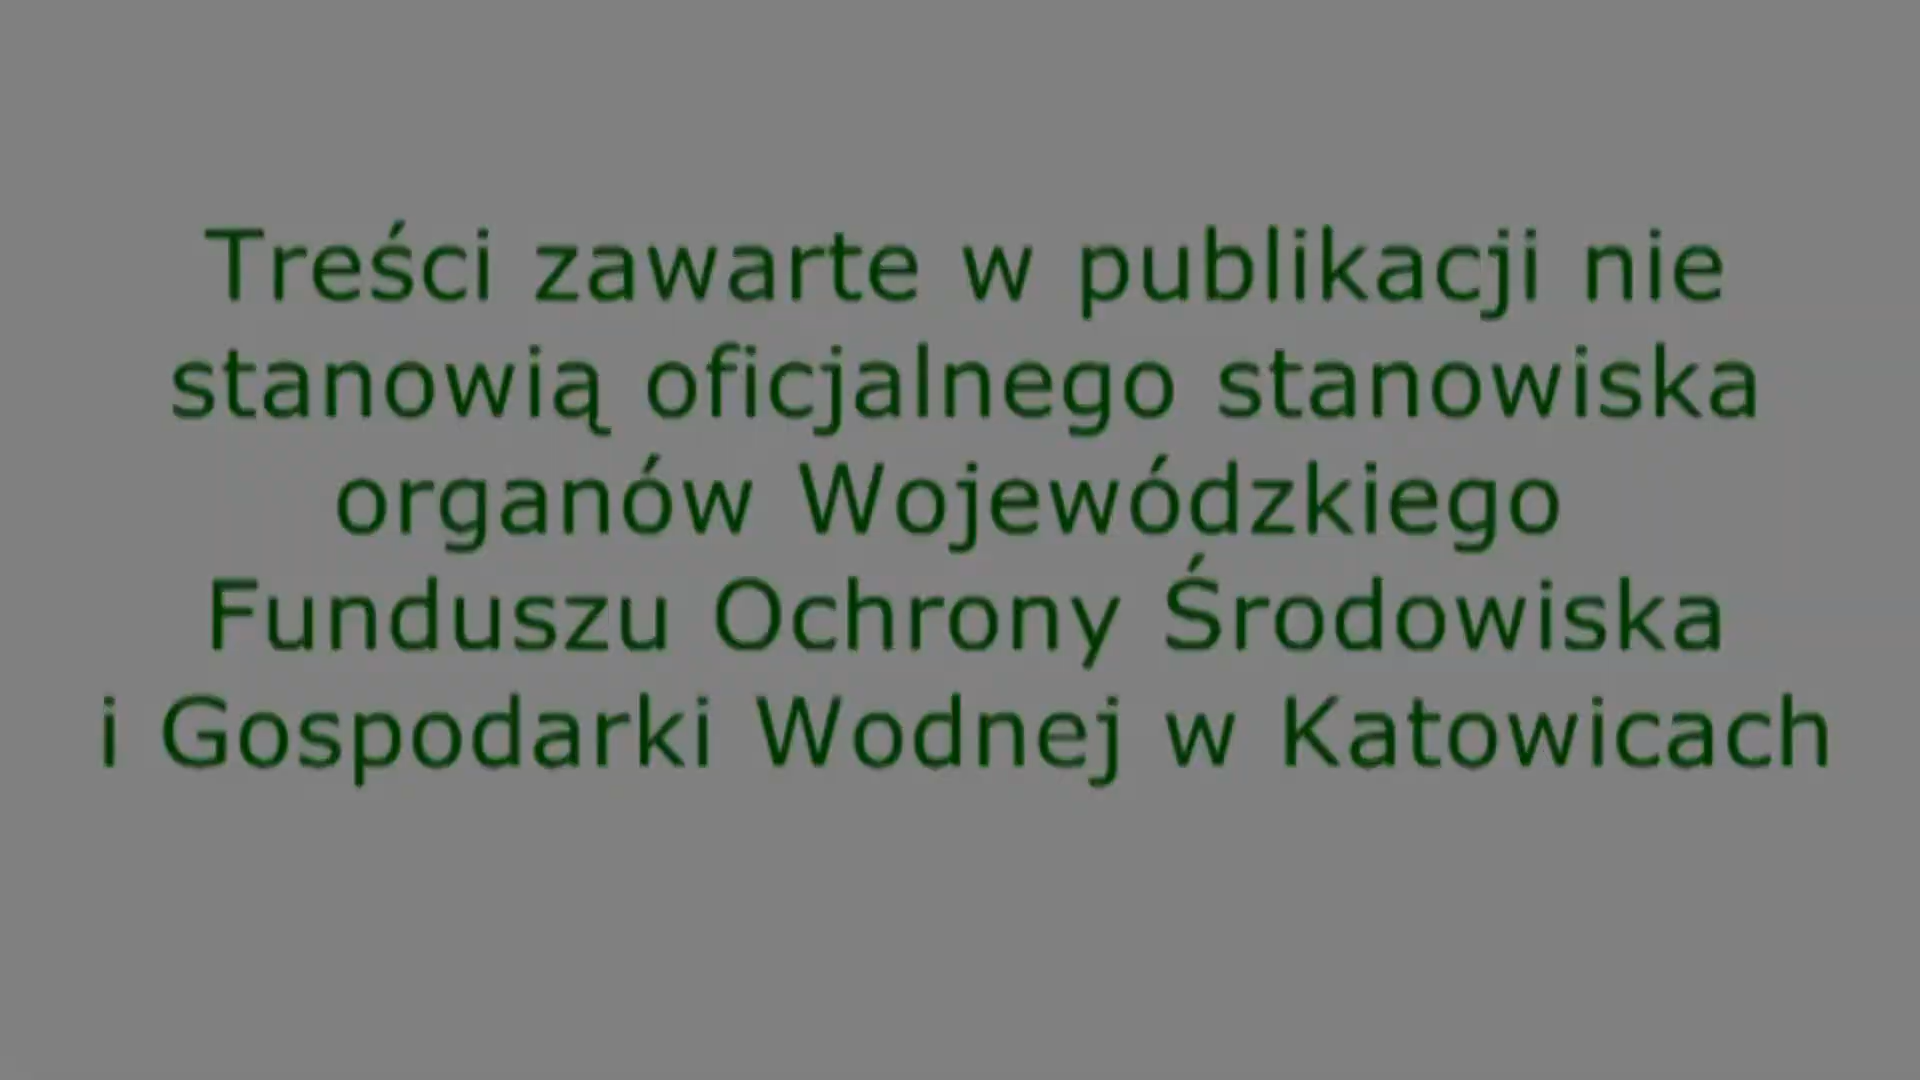 Treści zawarte w publikacji nie
stanowią oficjalnego stanowiska
organów Wojewódzkiego
Funduszu Ochrony Środowiska
i Gospodarki Wodnej w Katowicach